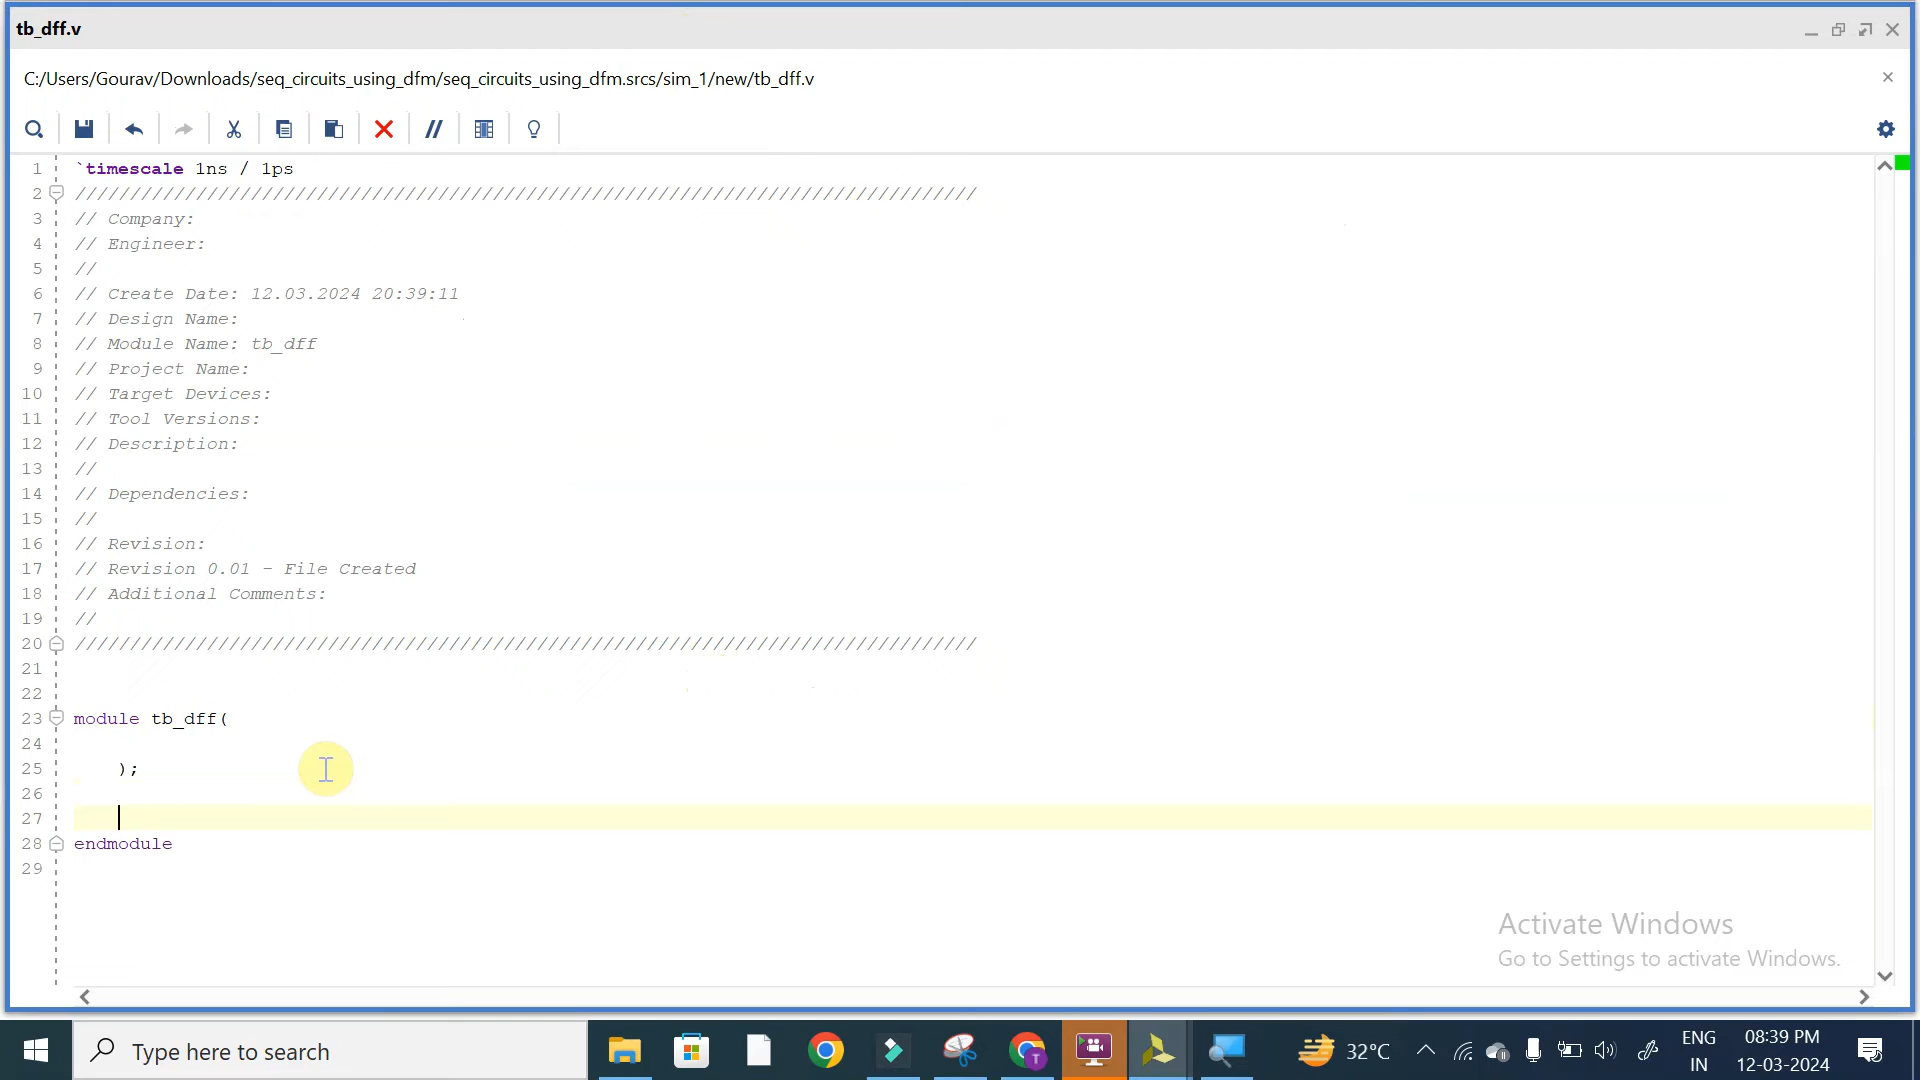 tb_dff.v
C:/Users/Gourav/Downloads/seq_circuits_using_dfm/seq_circuits_using_dfm.srcs/sim_1/new/tb_dff.v
1 `timescale 1ns / 1ps
2 //////////////////////////////////////////////////////////////////////////////////
3 // Company:
4 // Engineer:
5 //
6 // Create Date: 12.03.2024 20:39:11
7 // Design Name:
8 // Module Name: tb_dff
9 // Project Name:
10 // Target Devices:
11 // Tool Versions:
12 // Description:
13 //
14 // Dependencies:
15 //
16 // Revision:
17 // Revision 0.01 - File Created
18 // Additional Comments:
19 //
20 //////////////////////////////////////////////////////////////////////////////////
21
22
23 module tb_dff(
24
25 );
26
27
28 endmodule
29
Activate Windows
Go to Settings to activate Windows.
Type here to search
32°C
ENG
IN
08:39 PM
12-03-2024